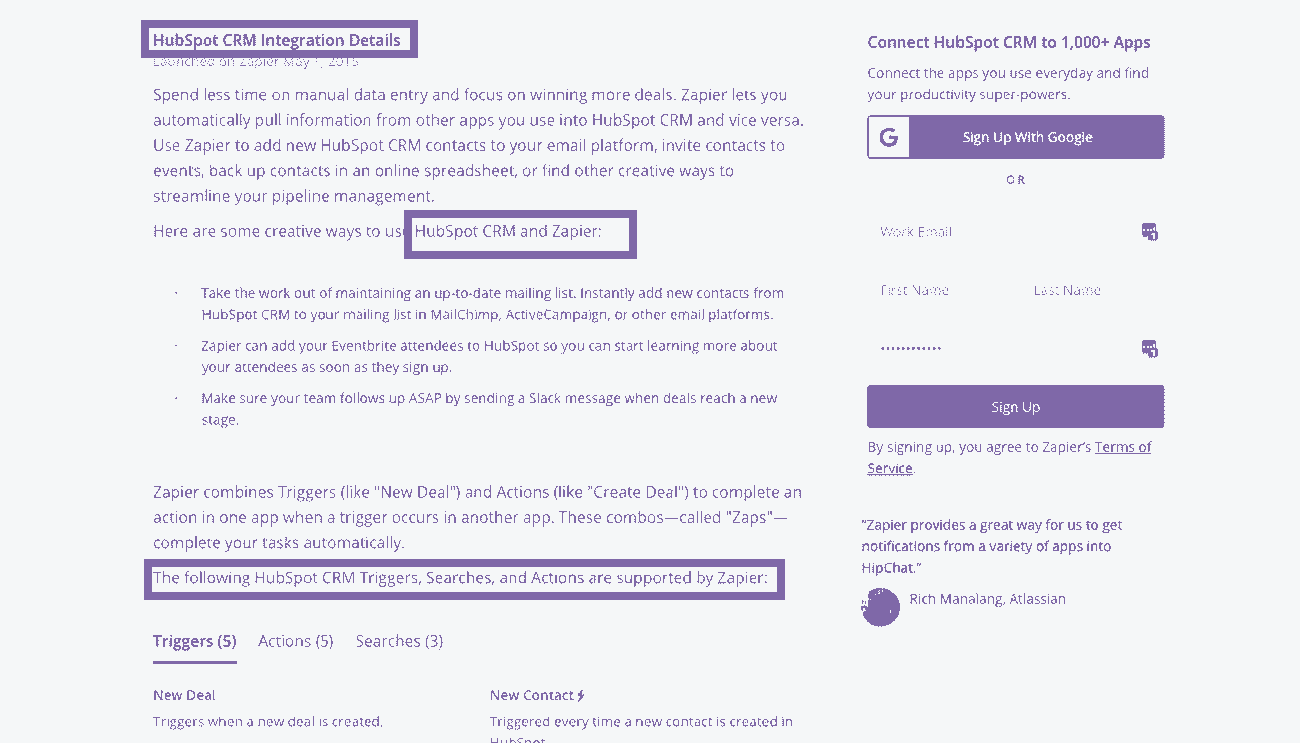 HubSpot CRM Integration Details
Launched on Zapier May 1, 2015
Spend less time on manual data entry and focus on winning more deals. Zapier lets you
automatically pull information from other apps you use into HubSpot CRM and vice versa.
Use Zapier to add new HubSpot CRM contacts to your email platform, invite contacts to
events, back up contacts in an online spreadsheet, or find other creative ways to
streamline your pipeline management.
Here are some creative ways to use HubSpot CRM and Zapier:
· Take the work out of maintaining an up-to-date mailing list. Instantly add new contacts from
HubSpot CRM to your mailing list in MailChimp, ActiveCampaign, or other email platforms.
· Zapier can add your Eventbrite attendees to HubSpot so you can start learning more about
your attendees as soon as they sign up.
· Make sure your team follows up ASAP by sending a Slack message when deals reach a new
stage.
Zapier combines Triggers (like "New Deal") and Actions (like "Create Deal") to complete an
action in one app when a trigger occurs in another app. These combos—called "Zaps"—
complete your tasks automatically.
The following HubSpot CRM Triggers, Searches, and Actions are supported by Zapier:
Triggers (5) Actions (5) Searches (3)
New Deal
Triggers when a new deal is created.
New Contact
Triggered every time a new contact is created in
HubSpot
Connect HubSpot CRM to 1,000+ Apps
Connect the apps you use everyday and find
your productivity super-powers.
G Sign Up With Google
OR
Work Email
First Name Last Name
••••••••••••
Sign Up
By signing up, you agree to Zapier's Terms of
Service.
"Zapier provides a great way for us to get
notifications from a variety of apps into
HipChat."
Rich Manalang, Atlassian